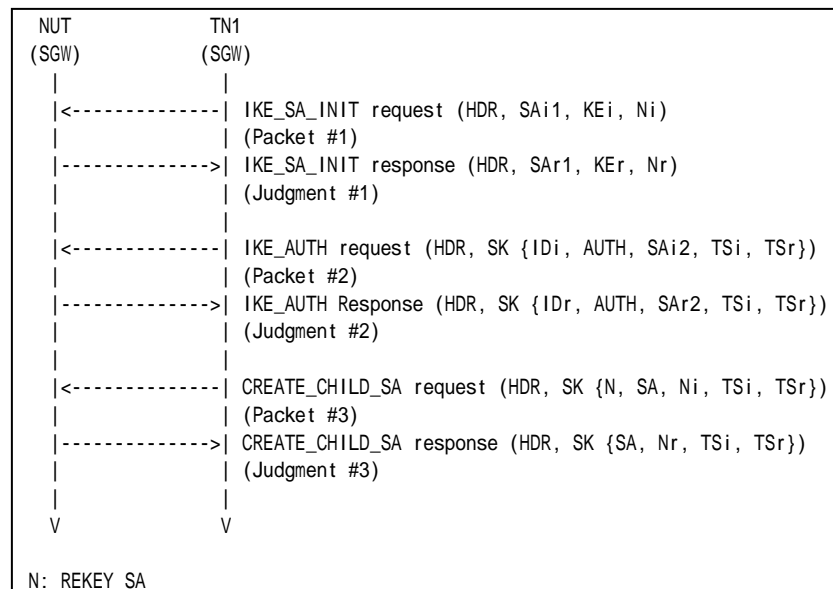 NUT TN1
(SGW) (SGW)
| |
|<--------------| IKE_SA_INIT request (HDR, SAi1, KEi, Ni)
| | (Packet #1)
|-------------->| IKE_SA_INIT response (HDR, SAr1, KEr, Nr)
| | (Judgment #1)
| |
|<--------------| IKE_AUTH request (HDR, SK {IDi, AUTH, SAi2, TSi, TSr})
| | (Packet #2)
|-------------->| IKE_AUTH Response (HDR, SK {IDr, AUTH, SAr2, TSi, TSr})
| | (Judgment #2)
| |
|<--------------| CREATE_CHILD_SA request (HDR, SK {N, SA, Ni, TSi, TSr})
| | (Packet #3)
|-------------->| CREATE_CHILD_SA response (HDR, SK {SA, Nr, TSi, TSr})
| | (Judgment #3)
| |
V V
N: REKEY SA